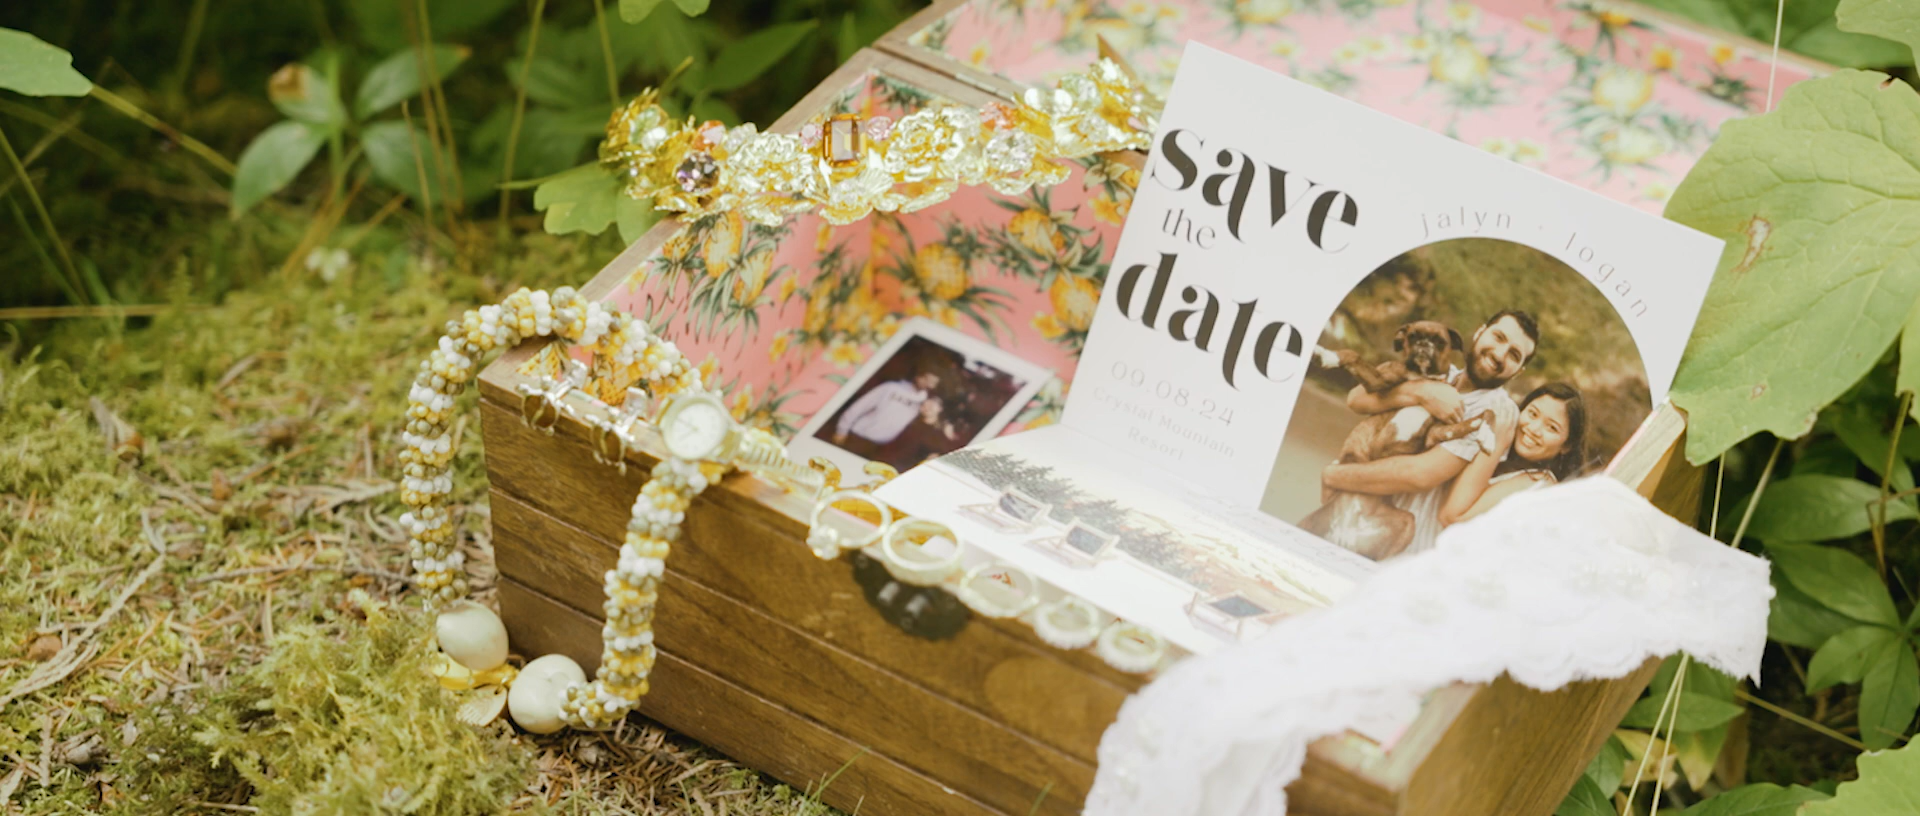 save
the
date
09.08.24
Crystal Mountain
Resort
jalyn · logan